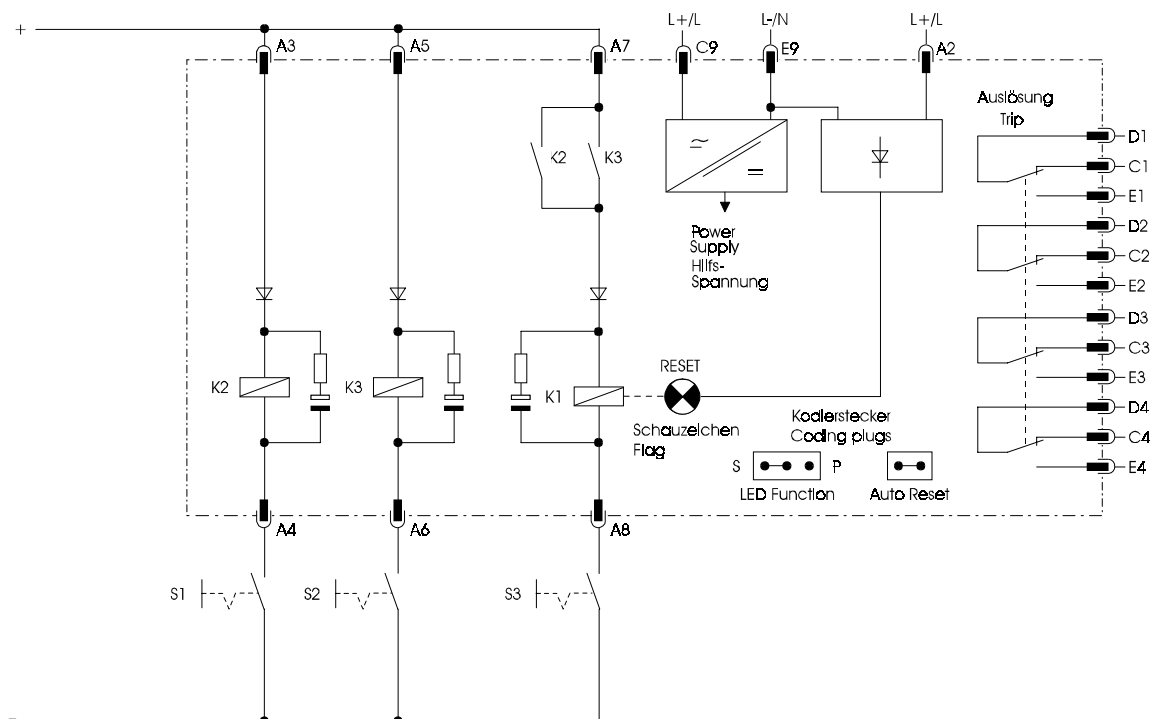 L+/L
L-/N
L+/L
+
A3
A5
A7
C9
E9
A2
Auslösung
Trip
D1
C1
E1
D2
C2
E2
D3
C3
E3
D4
C4
E4
K2
K3
≃
=
Power
Supply
Hilfs-
Spannung
K2
K3
K1
RESET
Schauzeichen
Flag
Kodierstecker
Coding plugs
S
P
LED Function
Auto Reset
A4
A6
A8
S1
S2
S3
-